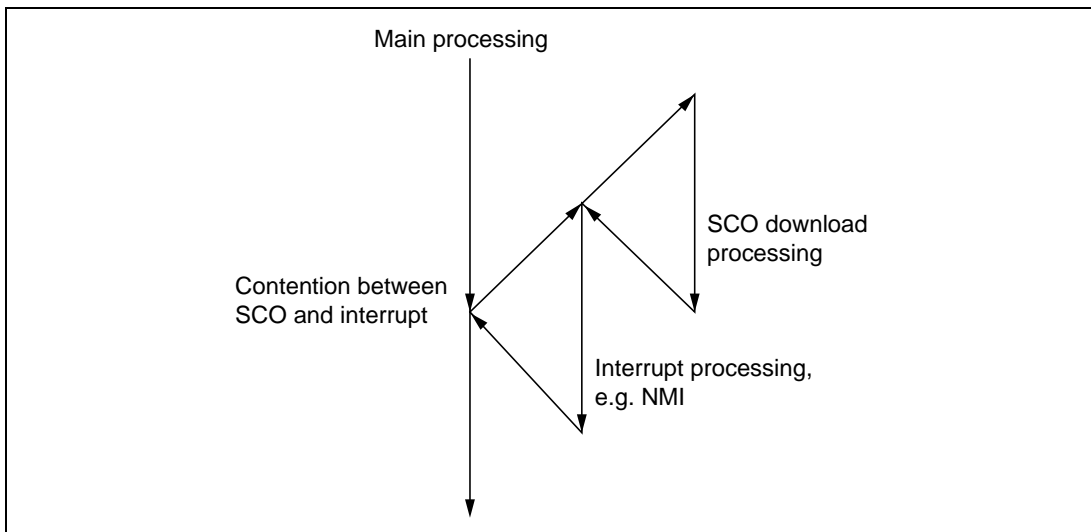 Main processing
SCO download
processing
Contention between
SCO and interrupt
Interrupt processing,
e.g. NMI